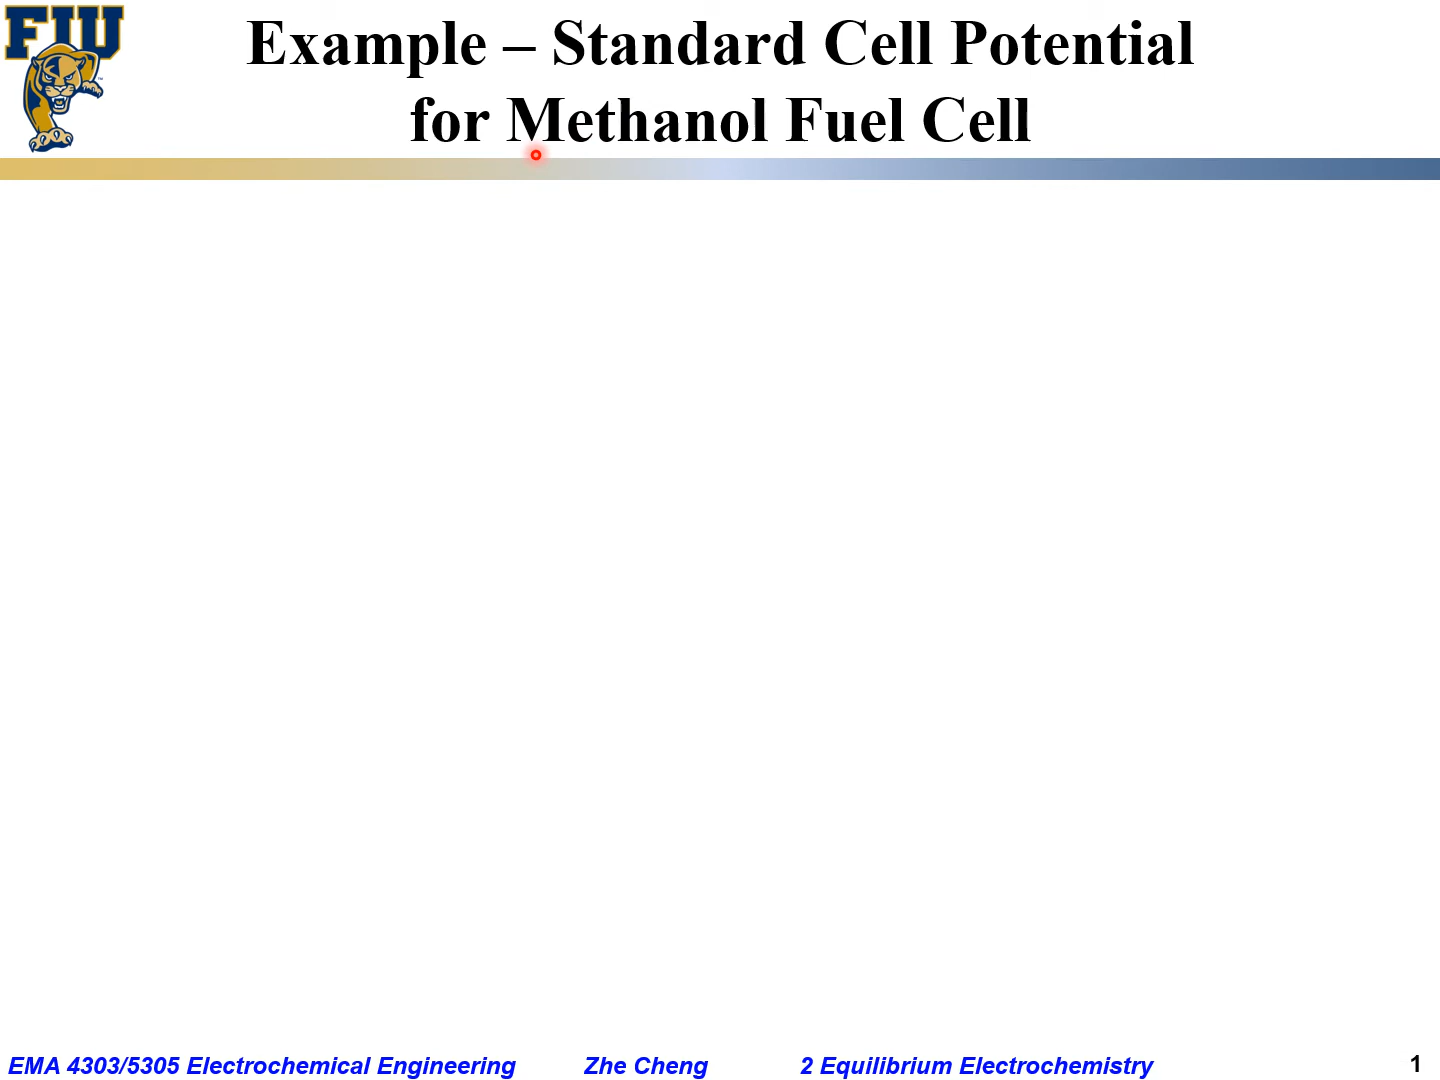 FIU
Example – Standard Cell Potential
for Methanol Fuel Cell
EMA 4303/5305 Electrochemical Engineering Zhe Cheng 2 Equilibrium Electrochemistry 1